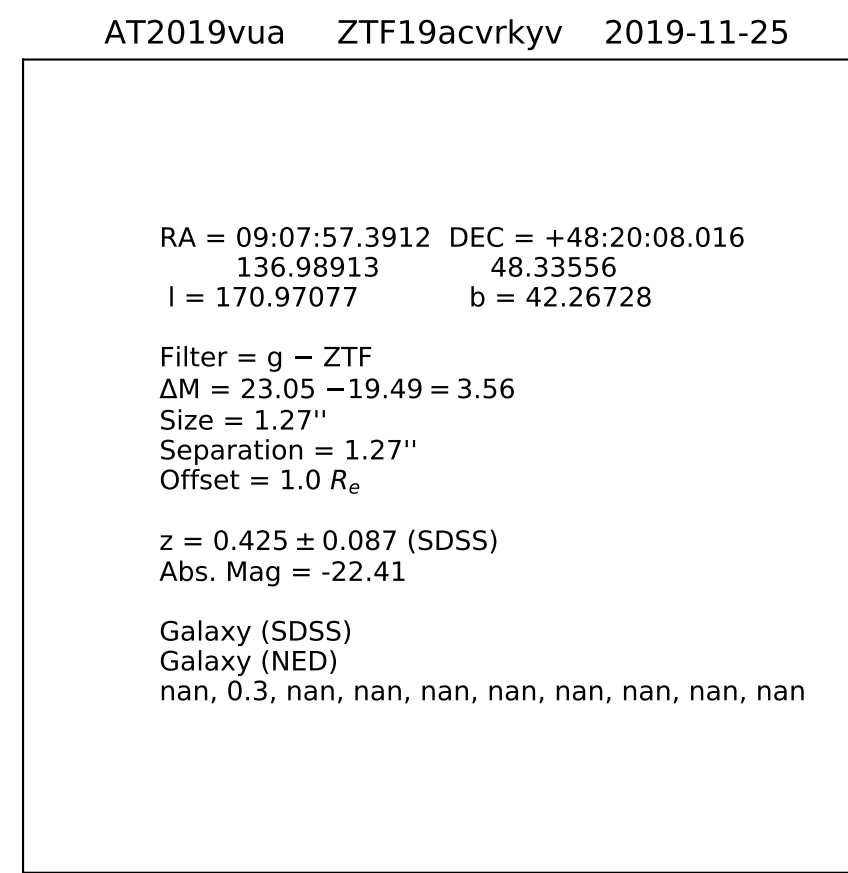 AT2019vua ZTF19acvrkyv 2019-11-25
RA = 09:07:57.3912 DEC = +48:20:08.016
136.98913 48.33556
l = 170.97077 b = 42.26728
Filter = g − ZTF
ΔM = 23.05 −19.49 = 3.56
Size = 1.27''
Separation = 1.27''
Offset = 1.0 Rₑ
z = 0.425 ± 0.087 (SDSS)
Abs. Mag = -22.41
Galaxy (SDSS)
Galaxy (NED)
nan, 0.3, nan, nan, nan, nan, nan, nan, nan, nan